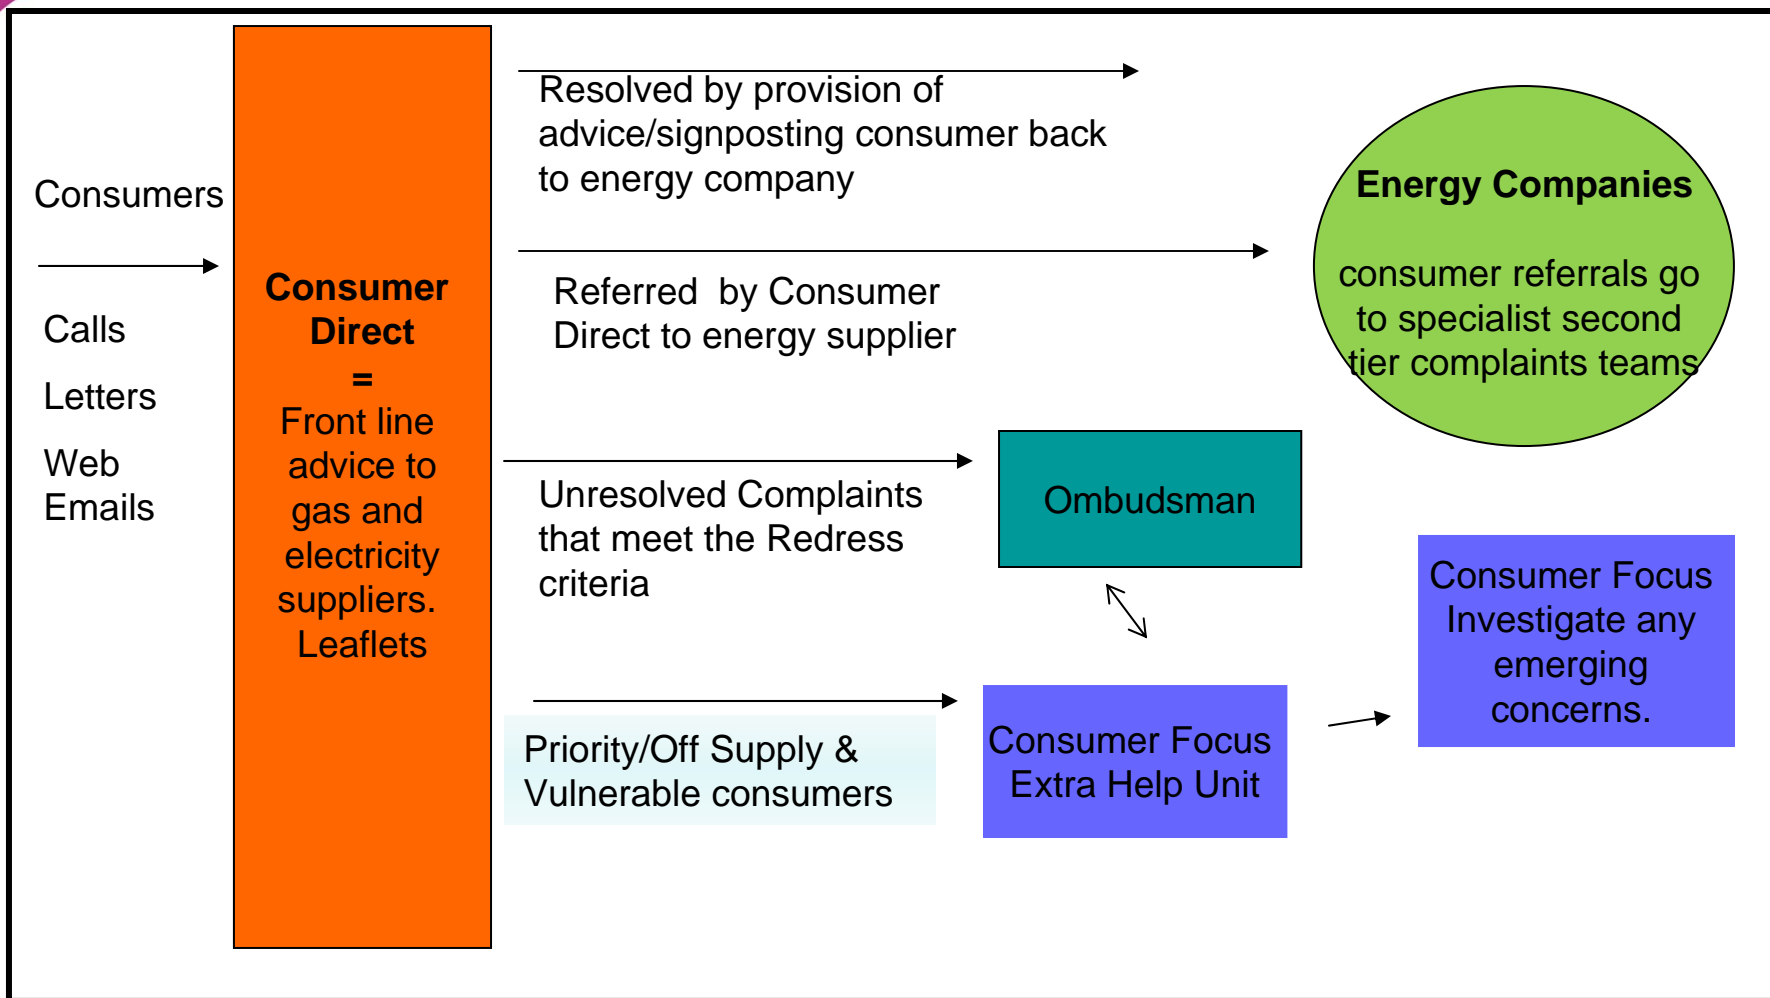 Consumers
Calls
Letters
Web
Emails
Consumer
Direct
=
Front line
advice to
gas and
electricity
suppliers.
Leaflets
Resolved by provision of
advice/signposting consumer back
to energy company
Referred  by Consumer
Direct to energy supplier
Unresolved Complaints
that meet the Redress
criteria
Priority/Off Supply &
Vulnerable consumers
Energy Companies
consumer referrals go
to specialist second
tier complaints teams
Ombudsman
Consumer Focus
Extra Help Unit
Consumer Focus
Investigate any
emerging
concerns.